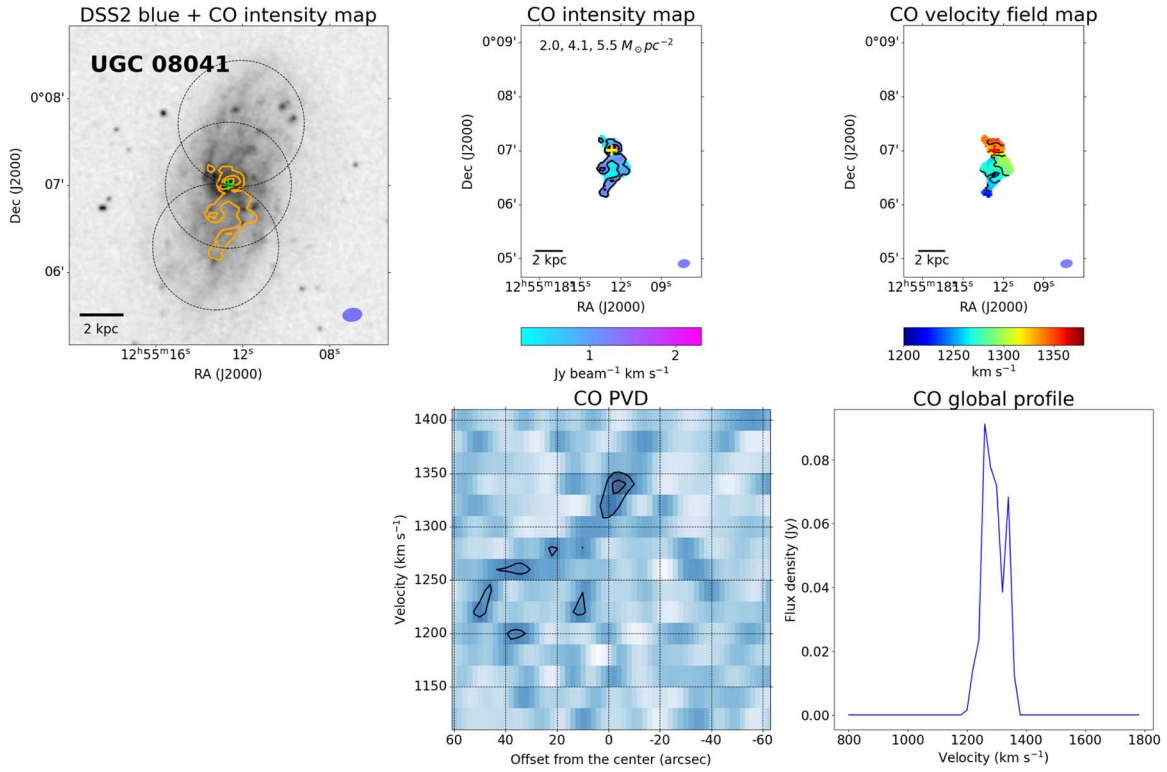 DSS2 blue + CO intensity map
UGC 08041
0°08'
07'
06'
Dec (J2000)
2 kpc
12ʰ55ᵐ16ˢ 12ˢ 08ˢ
RA (J2000)
CO intensity map
2.0, 4.1, 5.5 M⊙pc⁻²
0°09'
08'
07'
06'
05'
Dec (J2000)
2 kpc
12ʰ55ᵐ18ˢ15ˢ 12ˢ 09ˢ
RA (J2000)
1 2
Jy beam⁻¹ km s⁻¹
CO velocity field map
0°09'
08'
07'
06'
05'
Dec (J2000)
2 kpc
12ʰ55ᵐ18ˢ15ˢ 12ˢ 09ˢ
RA (J2000)
1200 1250 1300 1350
km s⁻¹
CO PVD
1400
1350
1300
1250
1200
1150
Velocity (km s⁻¹)
60 40 20 0 -20 -40 -60
Offset from the center (arcsec)
CO global profile
0.08
0.06
0.04
0.02
0.00
Flux density (Jy)
800 1000 1200 1400 1600 1800
Velocity (km s⁻¹)